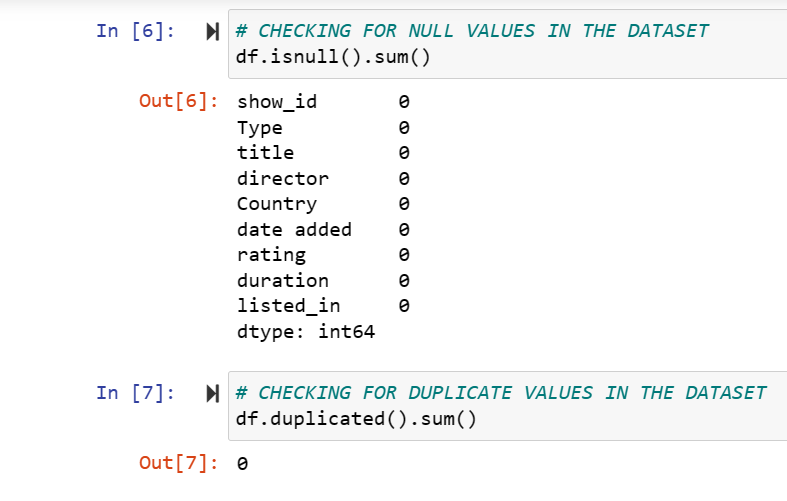 In [6]: # CHECKING FOR NULL VALUES IN THE DATASET
df.isnull().sum()
Out[6]: show_id 0
Type 0
title 0
director 0
Country 0
date added 0
rating 0
duration 0
listed_in 0
dtype: int64
In [7]: # CHECKING FOR DUPLICATE VALUES IN THE DATASET
df.duplicated().sum()
Out[7]: 0